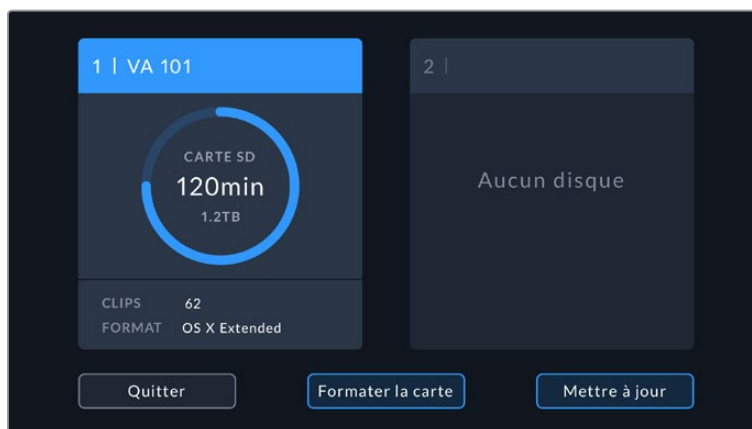 1 | VA 101
CARTE SD
120min
1.2TB
CLIPS 62
FORMAT OS X Extended
2 |
Aucun disque
Quitter
Formater la carte
Mettre à jour